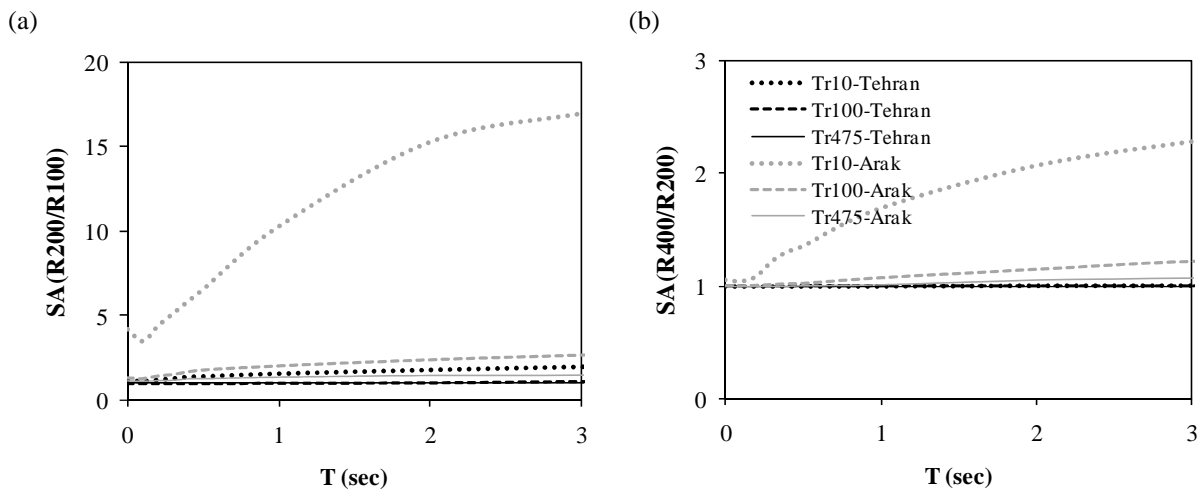 (a)
20
15
10
5
0
0 1 2 3
SA(R200/R100)
T (sec)
(b)
3
2
1
0
0 1 2 3
SA(R400/R200)
T (sec)
Tr10-Tehran
Tr100-Tehran
Tr475-Tehran
Tr10-Arak
Tr100-Arak
Tr475-Arak